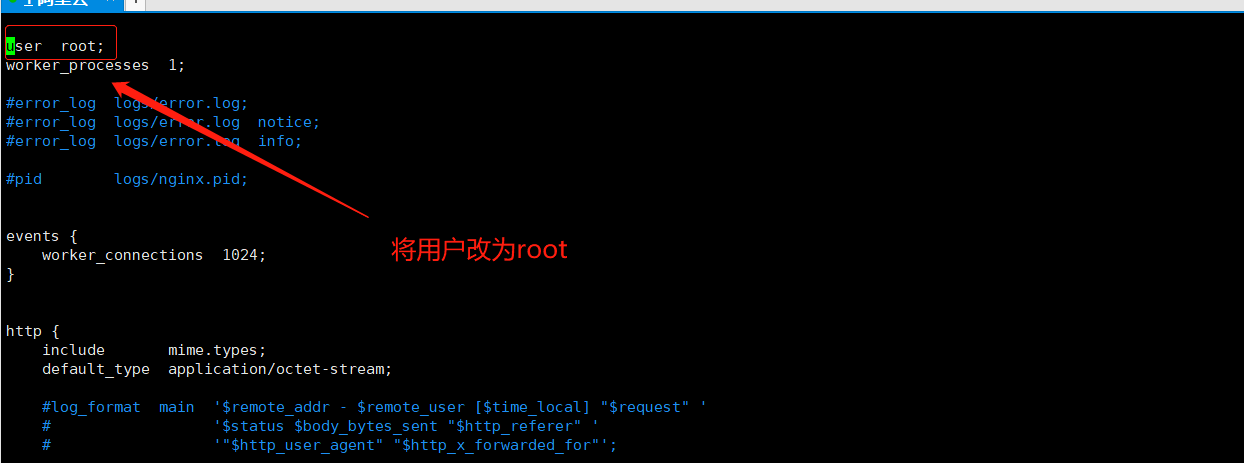 user  root;
worker_processes  1;
#error_log  logs/error.log;
#error_log  logs/error.log  notice;
#error_log  logs/error.log  info;
#pid        logs/nginx.pid;
events {
    worker_connections  1024;
将用户改为root
}
http {
    include       mime.types;
    default_type  application/octet-stream;
    #log_format  main  '$remote_addr - $remote_user [$time_local] "$request" '
    #                  '$status $body_bytes_sent "$http_referer" '
    #                  '"$http_user_agent" "$http_x_forwarded_for"';